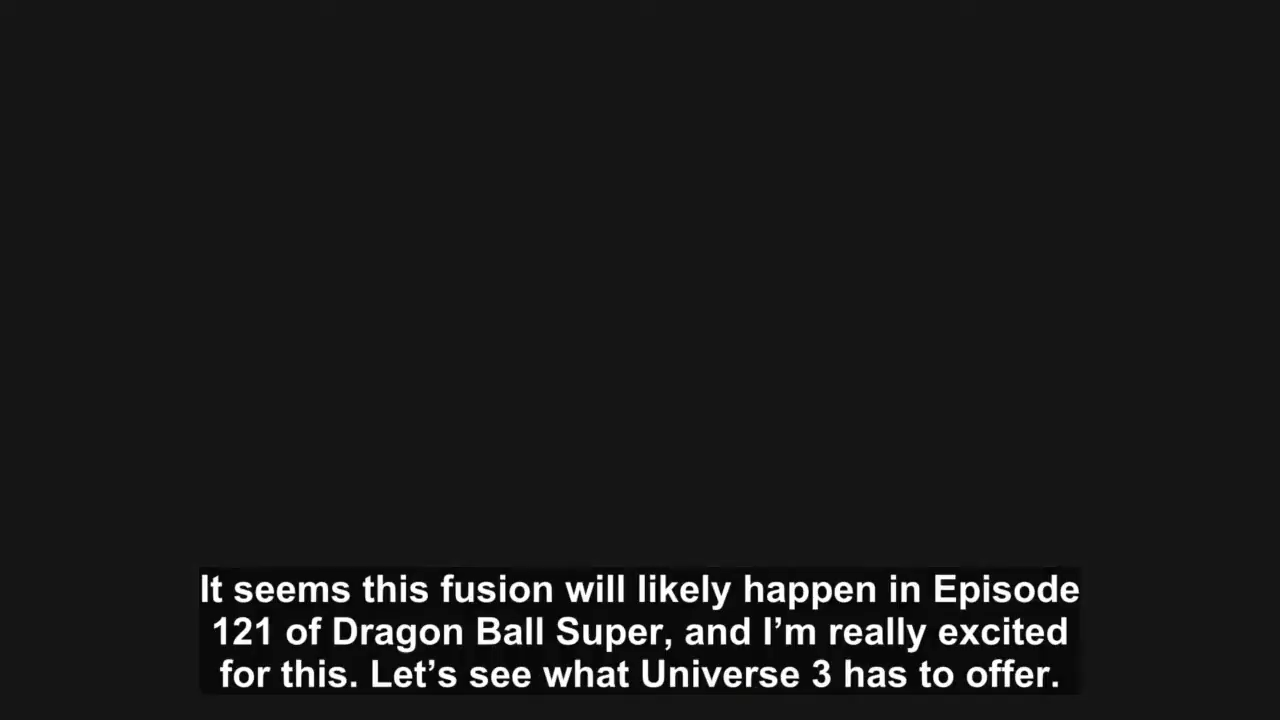 It seems this fusion will likely happen in Episode
121 of Dragon Ball Super, and I’m really excited
for this. Let’s see what Universe 3 has to offer.